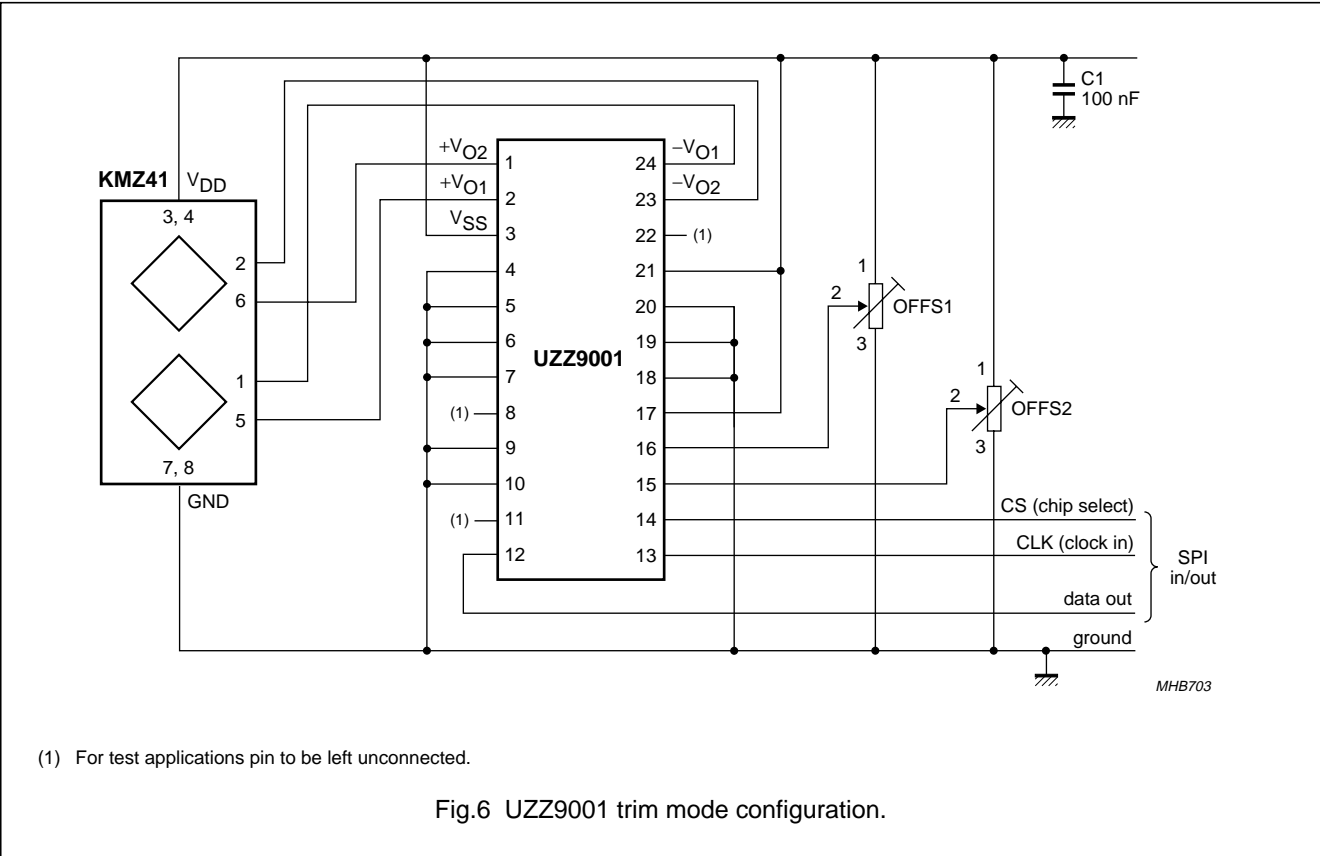 C1
100 nF
+VO2
1
24
−VO1
KMZ41
VDD
+VO1
2
23
−VO2
3, 4
VSS
3
22
(1)
2
4
21
1
6
5
20
2
OFFS1
6
19
3
UZZ9001
1
7
18
1
5
(1)
8
17
2
OFFS2
9
16
3
7, 8
10
15
GND
(1)
11
14
CS (chip select)
12
13
CLK (clock in)
SPI
in/out
data out
ground
MHB703
(1) For test applications pin to be left unconnected.
Fig.6 UZZ9001 trim mode configuration.